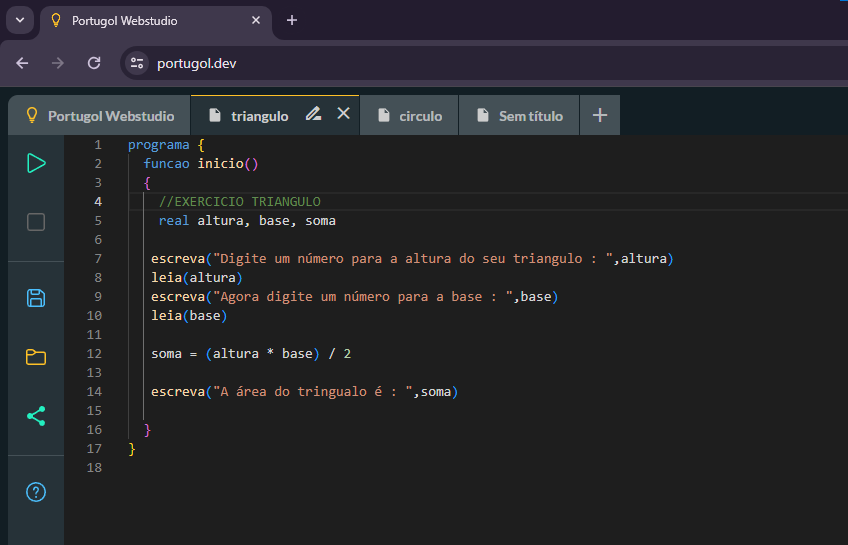 Portugol Webstudio
portugol.dev
Portugol Webstudio triangulo circulo Sem título
1 programa {
2 funcao inicio()
3 {
4 //EXERCICIO TRIANGULO
5 real altura, base, soma
6
7 escreva("Digite um número para a altura do seu triangulo : ",altura)
8 leia(altura)
9 escreva("Agora digite um número para a base : ",base)
10 leia(base)
11
12 soma = (altura * base) / 2
13
14 escreva("A área do tringualo é : ",soma)
15
16 }
17 }
18